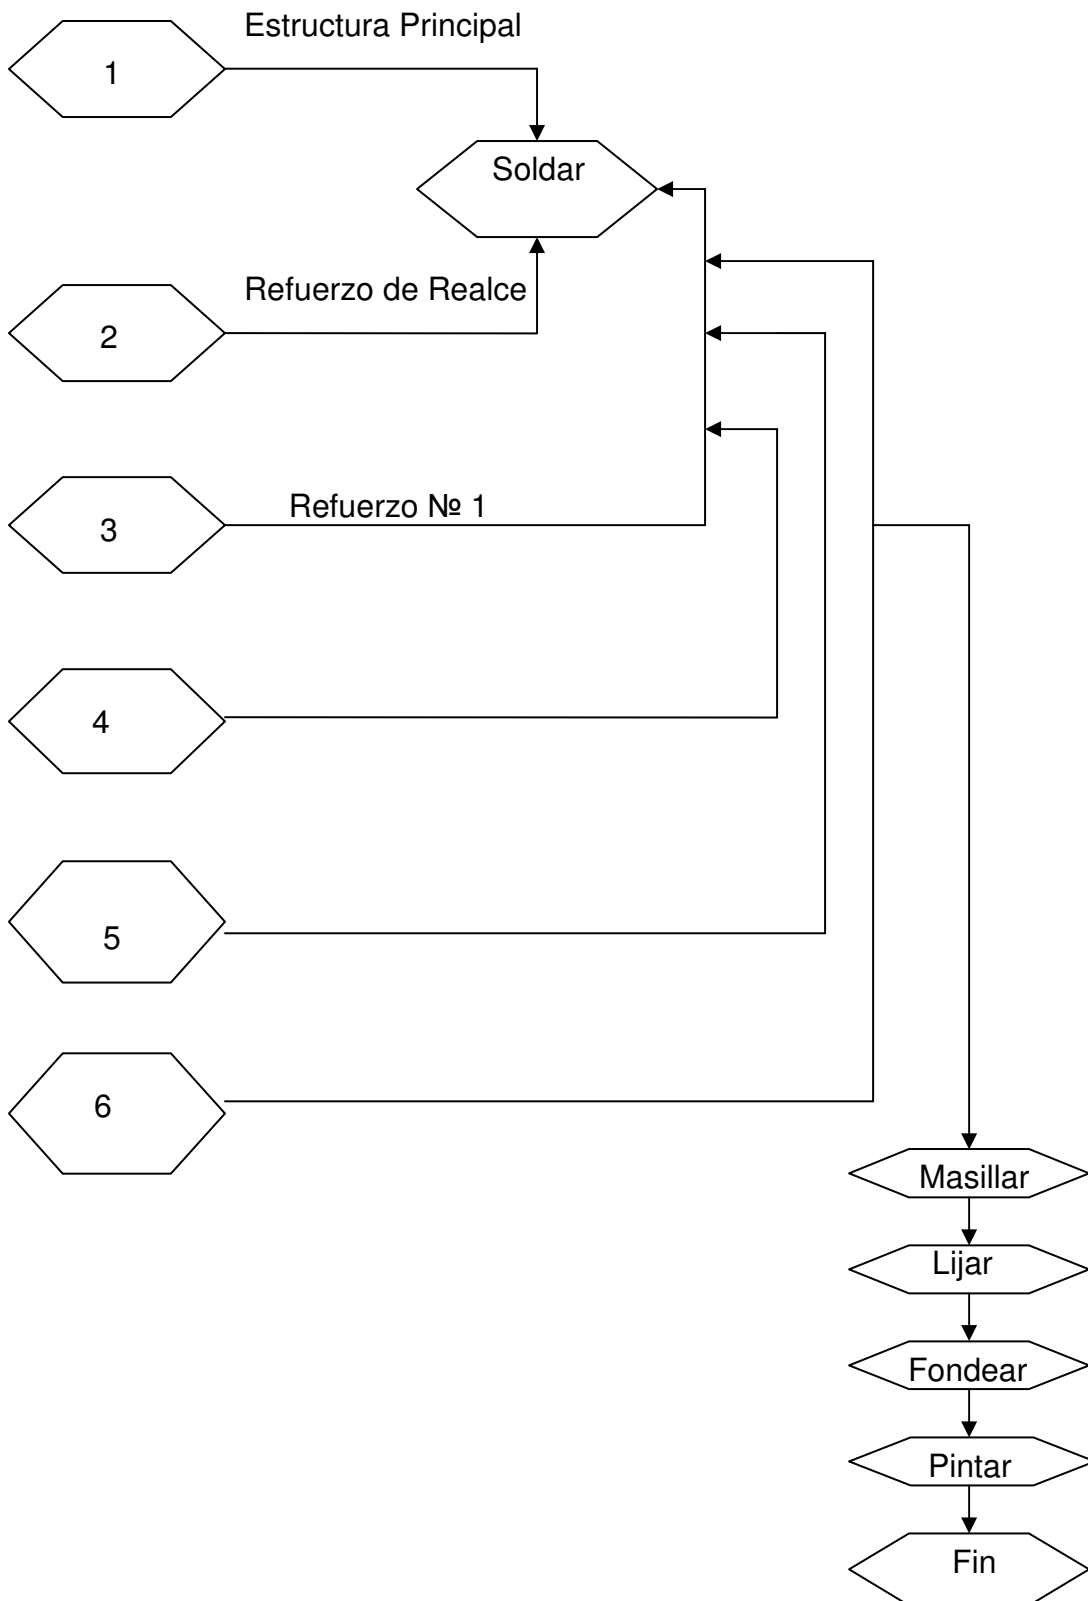 Estructura Principal
1
Soldar
Refuerzo de Realce
2
Refuerzo № 1
3
4
5
6
Masillar
Lijar
Fondear
Pintar
Fin